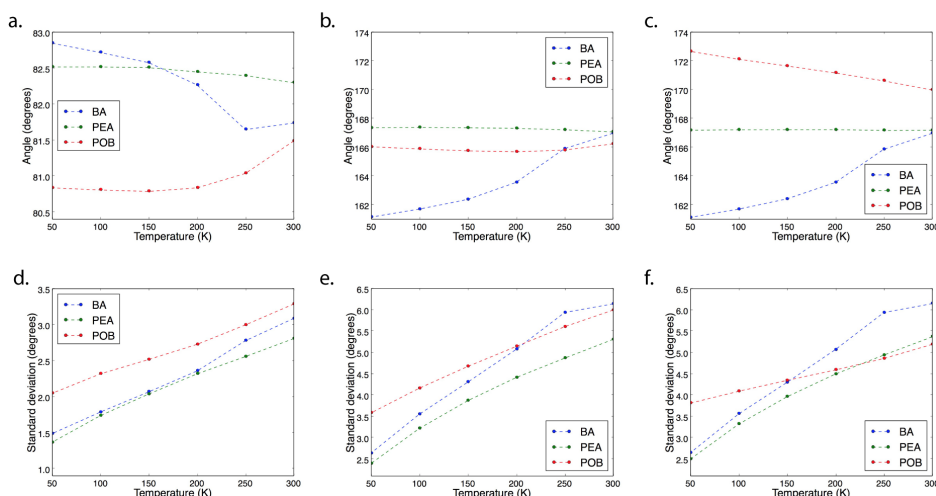 a.
Angle (degrees)
83.0
82.5
82.0
81.5
81.0
80.5
BA
PEA
POB
50 100 150 200 250 300
Temperature (K)
b.
Angle (degrees)
174
172
170
168
166
164
162
BA
PEA
POB
50 100 150 200 250 300
Temperature (K)
c.
Angle (degrees)
174
172
170
168
166
164
162
BA
PEA
POB
50 100 150 200 250 300
Temperature (K)
d.
Standard deviation (degrees)
3.5
3.0
2.5
2.0
1.5
1.0
BA
PEA
POB
50 100 150 200 250 300
Temperature (K)
e.
Standard deviation (degrees)
6.5
6.0
5.5
5.0
4.5
4.0
3.5
3.0
2.5
BA
PEA
POB
50 100 150 200 250 300
Temperature (K)
f.
Standard deviation (degrees)
6.5
6.0
5.5
5.0
4.5
4.0
3.5
3.0
2.5
BA
PEA
POB
50 100 150 200 250 300
Temperature (K)